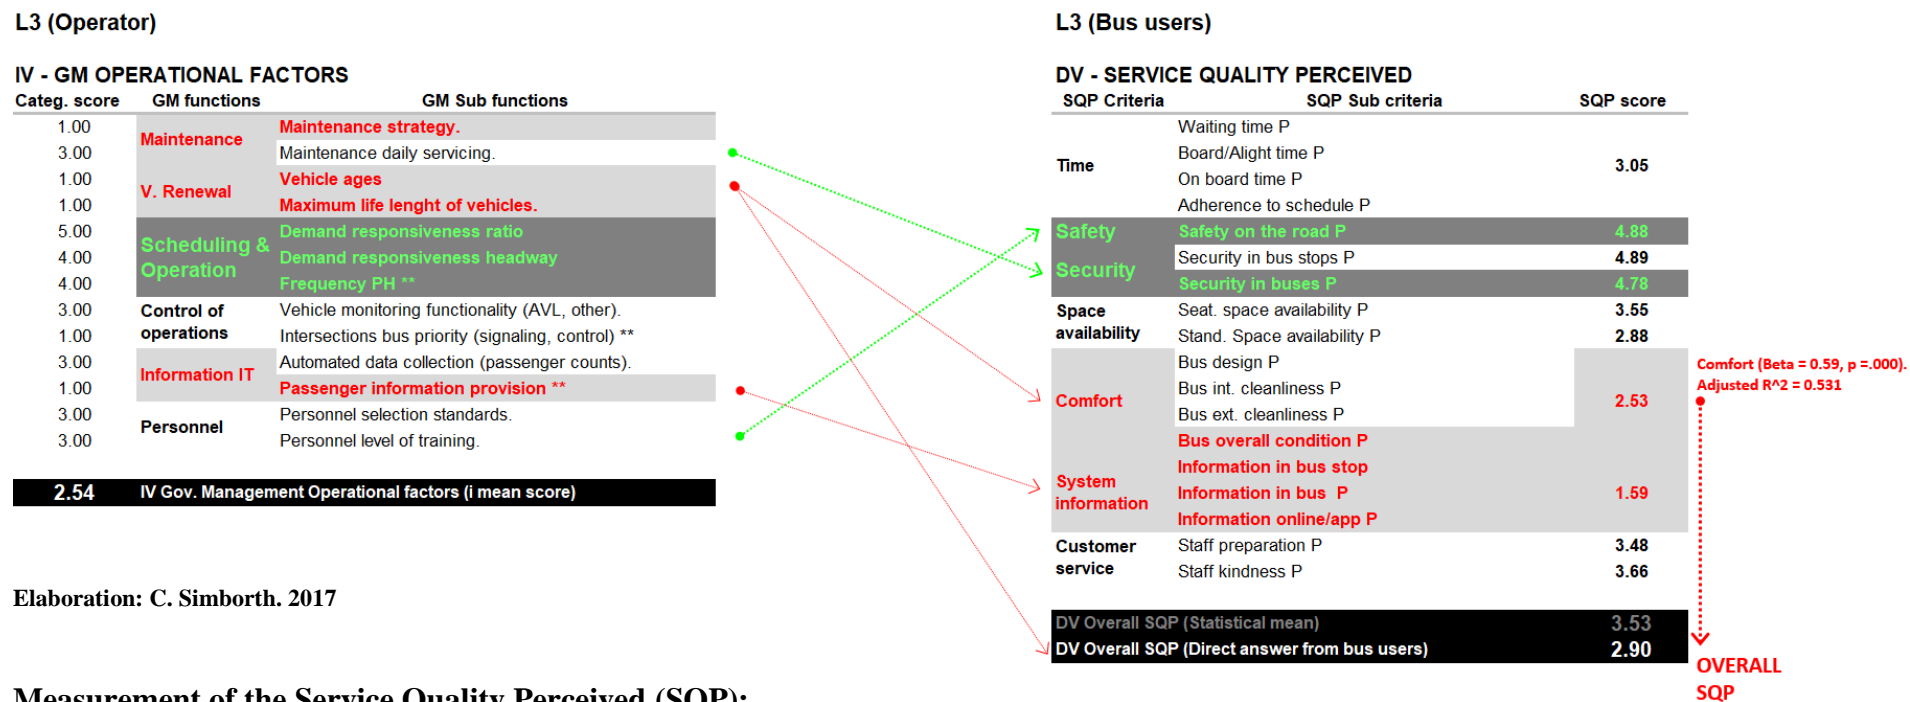 L3 (Operator)
IV - GM OPERATIONAL FACTORS
Categ. score GM functions GM Sub functions
1.00 Maintenance strategy.
Maintenance
3.00 Maintenance daily servicing.
1.00 Vehicle ages
V. Renewal
1.00 Maximum life lenght of vehicles.
5.00 Demand responsiveness ratio
Scheduling &
4.00 Demand responsiveness headway
Operation
4.00 Frequency PH **
3.00 Control of Vehicle monitoring functionality (AVL, other).
1.00 operations Intersections bus priority (signaling, control) **
3.00 Automated data collection (passenger counts).
Information IT
1.00 Passenger information provision **
3.00 Personnel selection standards.
Personnel
3.00 Personnel level of training.
2.54 IV Gov. Management Operational factors (i mean score)
Elaboration: C. Simborth. 2017
L3 (Bus users)
DV - SERVICE QUALITY PERCEIVED
SQP Criteria SQP Sub criteria SQP score
Waiting time P
Board/Alight time P
Time 3.05
On board time P
Adherence to schedule P
Safety Safety on the road P 4.88
Security in bus stops P 4.89
Security
Security in buses P 4.78
Space Seat. space availability P 3.55
availability Stand. Space availability P 2.88
Bus design P
Bus int. cleanliness P
Comfort 2.53
Bus ext. cleanliness P
Bus overall condition P
Information in bus stop
System
Information in bus P 1.59
information
Information online/app P
Customer Staff preparation P 3.48
service Staff kindness P 3.66
DV Overall SQP (Statistical mean) 3.53
DV Overall SQP (Direct answer from bus users) 2.90
Comfort (Beta = 0.59, p =.000).
Adjusted R^2 = 0.531
OVERALL
SQP
Measurement of the Service Quality Perceived (SQP):